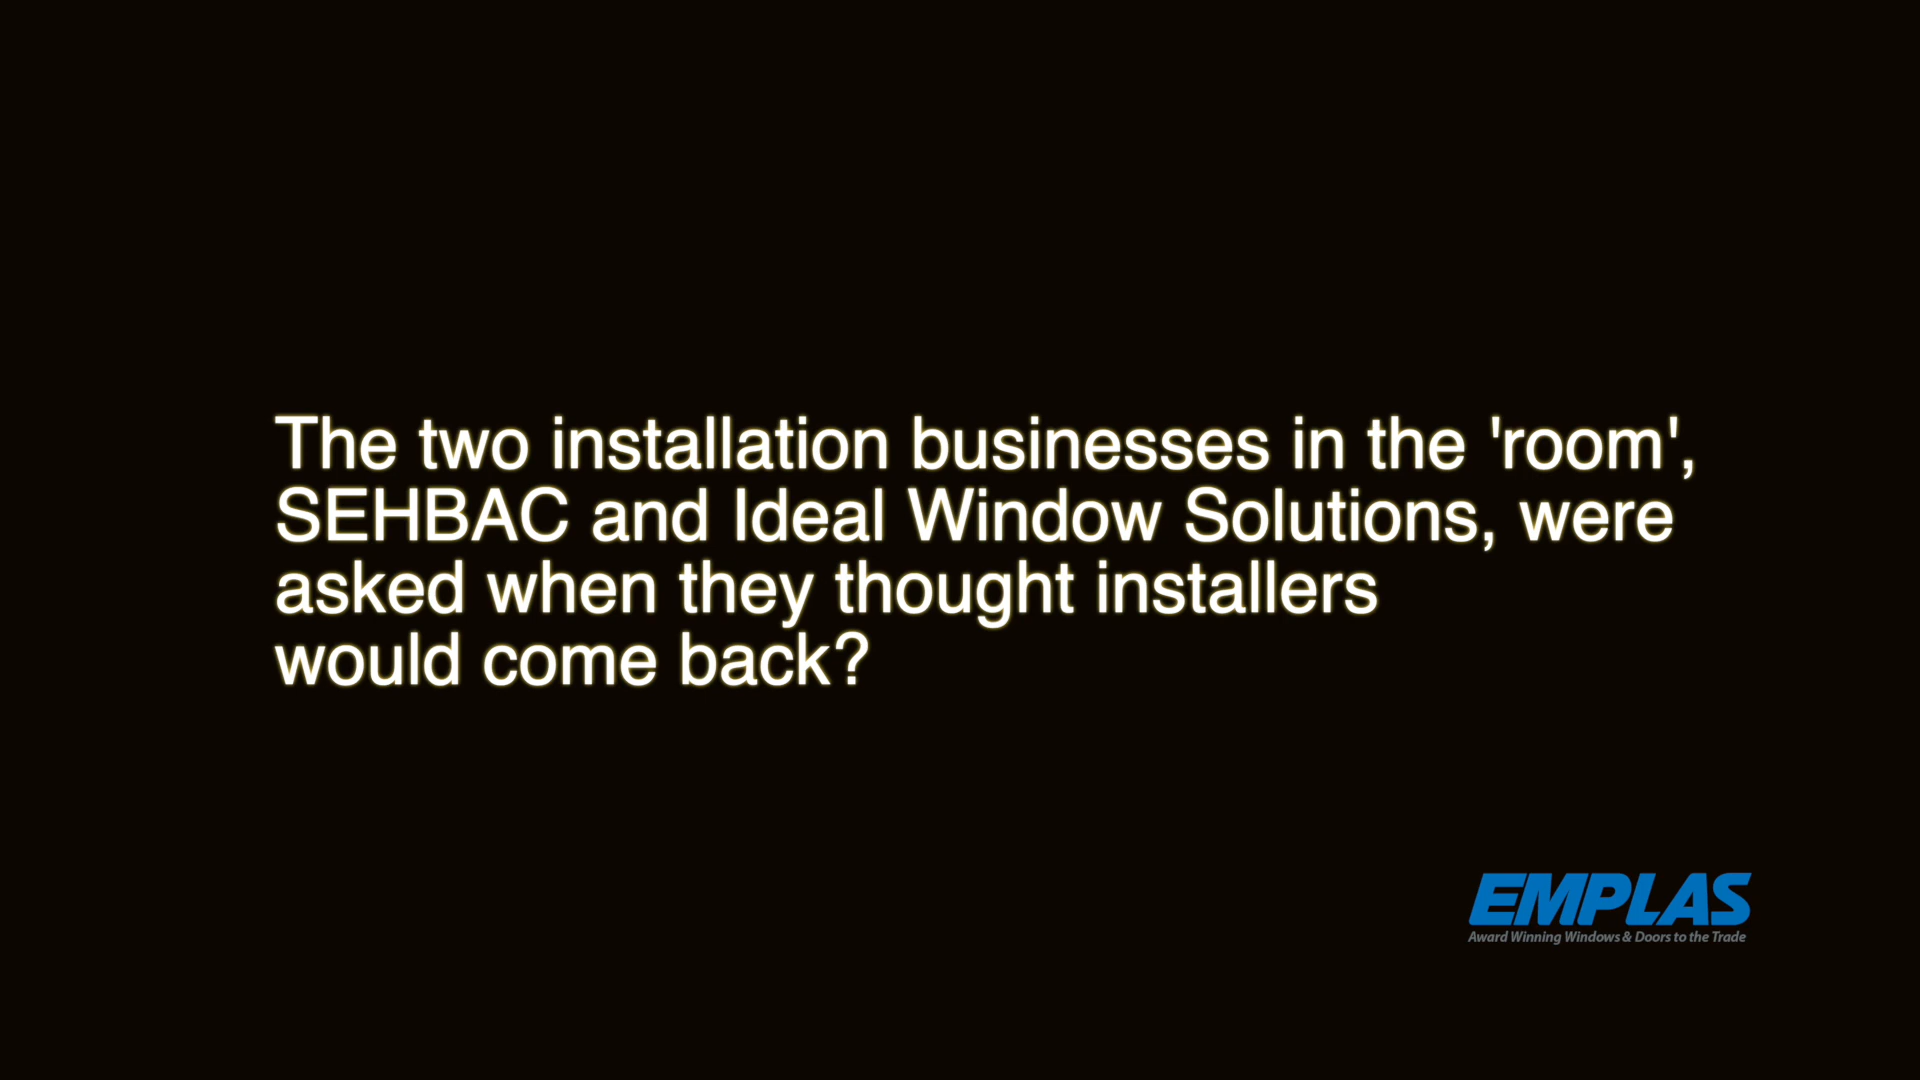 The two installation businesses in the 'room',
SEHBAC and Ideal Window Solutions, were
asked when they thought installers
would come back?
EMPLAS
Award Winning Windows & Doors to the Trade